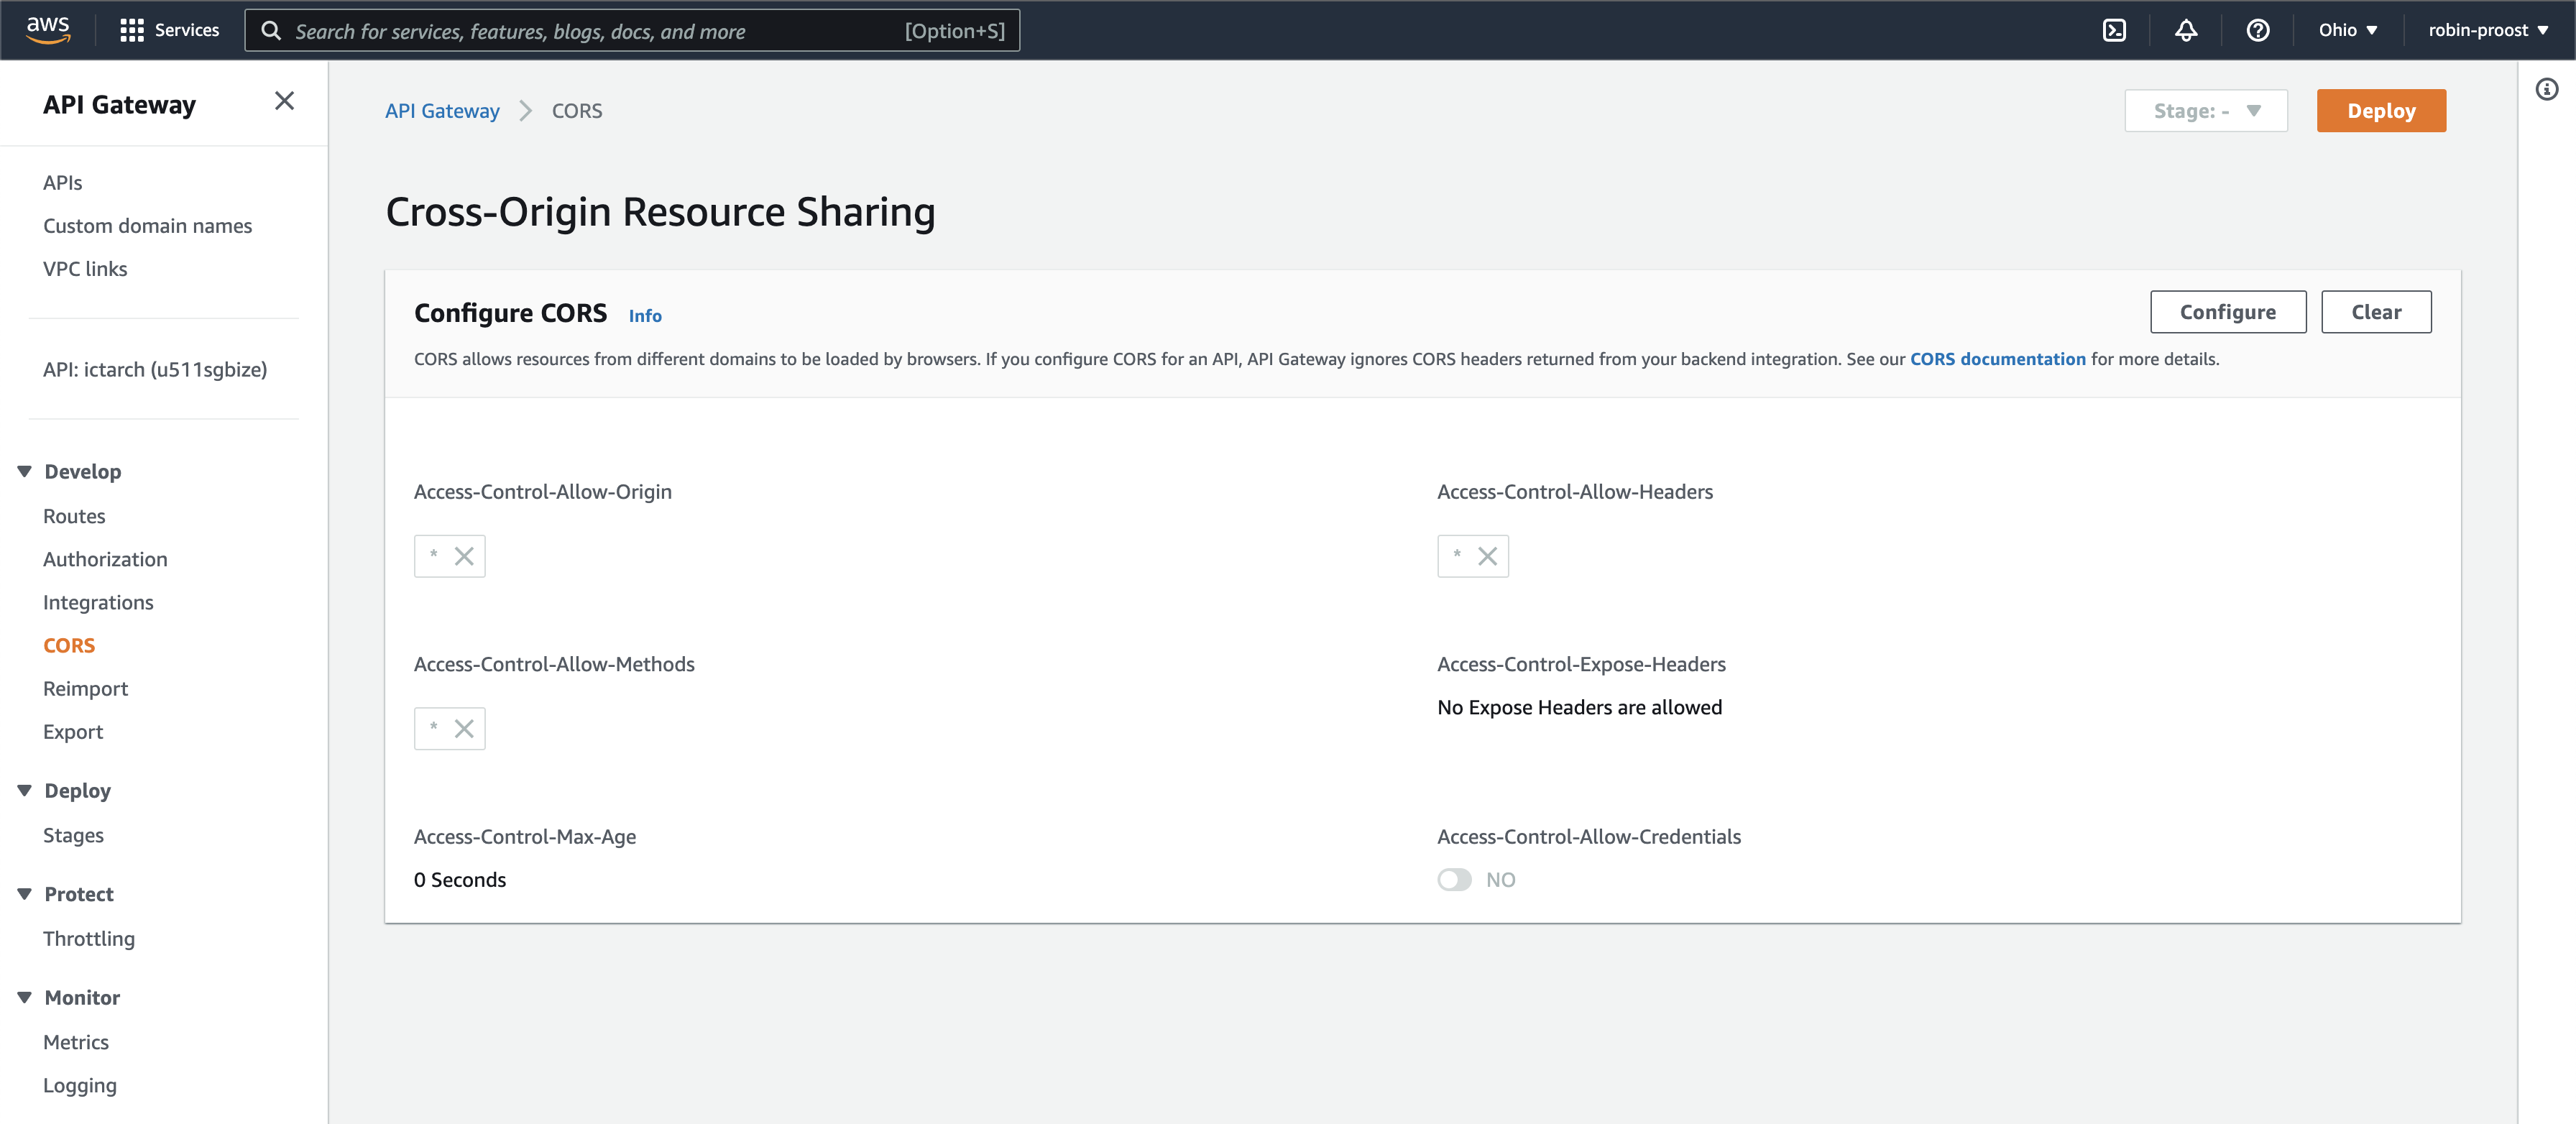 aws
Services
Search for services, features, blogs, docs, and more
[Option+S]
Ohio
robin-proost
API Gateway
APIs
Custom domain names
VPC links
API: ictarch (u511sgbize)
Develop
Routes
Authorization
Integrations
CORS
Reimport
Export
Deploy
Stages
Protect
Throttling
Monitor
Metrics
Logging
API Gateway
CORS
Stage: -
Deploy
Cross-Origin Resource Sharing
Configure CORS
Info
Configure
Clear
CORS allows resources from different domains to be loaded by browsers. If you configure CORS for an API, API Gateway ignores CORS headers returned from your backend integration. See our CORS documentation for more details.
Access-Control-Allow-Origin
*
Access-Control-Allow-Headers
*
Access-Control-Allow-Methods
*
Access-Control-Expose-Headers
No Expose Headers are allowed
Access-Control-Max-Age
0 Seconds
Access-Control-Allow-Credentials
NO